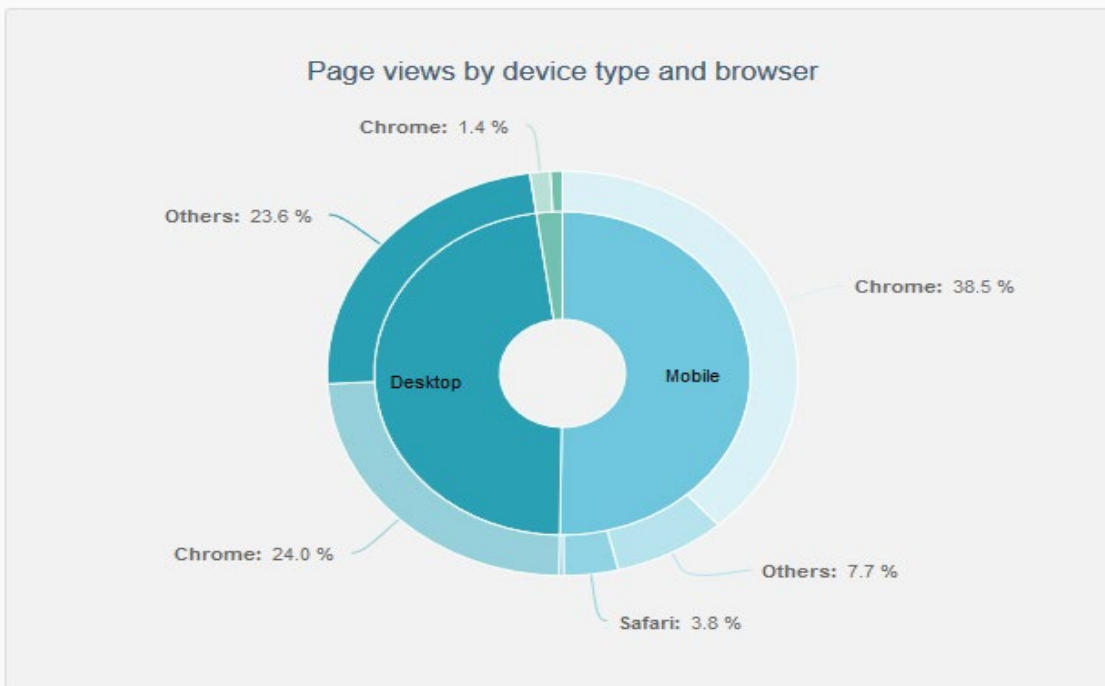 Page views by device type and browser
Chrome: 1.4 %
Others: 23.6 %
Chrome: 38.5 %
Desktop
Mobile
Chrome: 24.0 %
Others: 7.7 %
Safari: 3.8 %